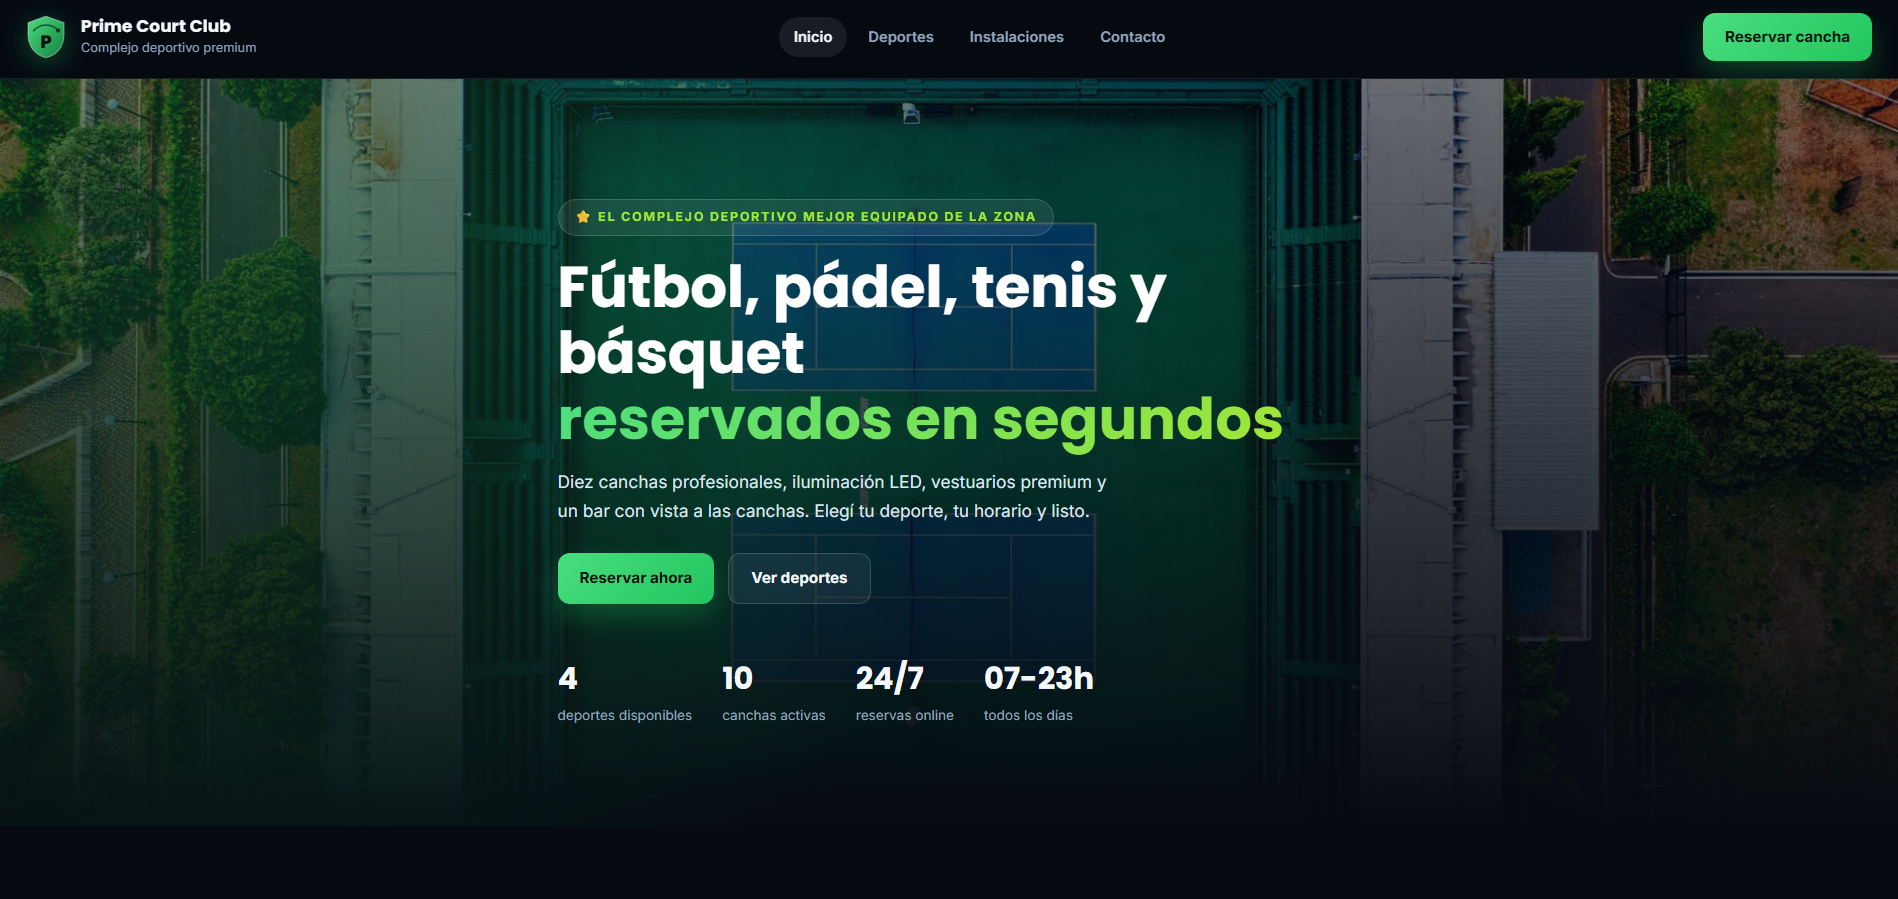 P
Prime Court Club
Complejo deportivo premium
Inicio
Deportes
Instalaciones
Contacto
Reservar cancha
EL COMPLEJO DEPORTIVO MEJOR EQUIPADO DE LA ZONA
Fútbol, pádel, tenis y
básquet
reservados en segundos
Diez canchas profesionales, iluminación LED, vestuarios premium y
un bar con vista a las canchas. Elegí tu deporte, tu horario y listo.
Reservar ahora
Ver deportes
4
deportes disponibles
10
canchas activas
24/7
reservas online
07-23h
todos los días